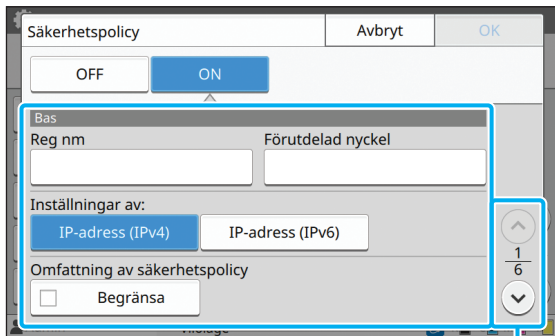 Säkerhetspolicy
Avbryt
OK
OFF
ON
Bas
Reg nm
Förutdelad nyckel
Inställningar av:
IP-adress (IPv4)
IP-adress (IPv6)
Omfattning av säkerhetspolicy
Begränsa
1
6